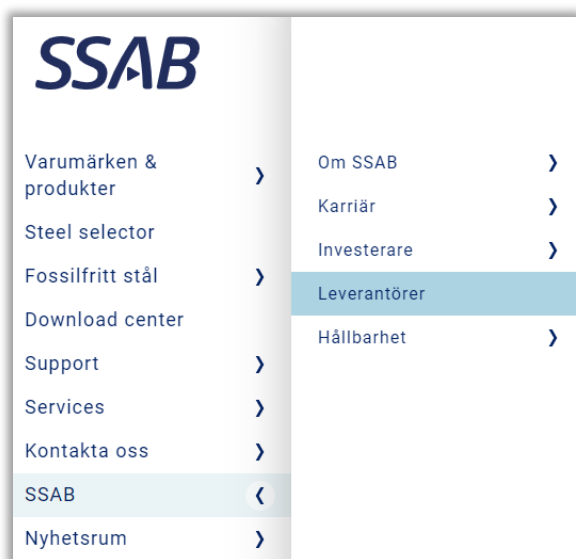 SSAB
Varumärken &
produkter
Steel selector
Fossilfritt stål
Download center
Support
Services
Kontakta oss
SSAB
Nyhetsrum
Om SSAB
Karriär
Investerare
Leverantörer
Hållbarhet